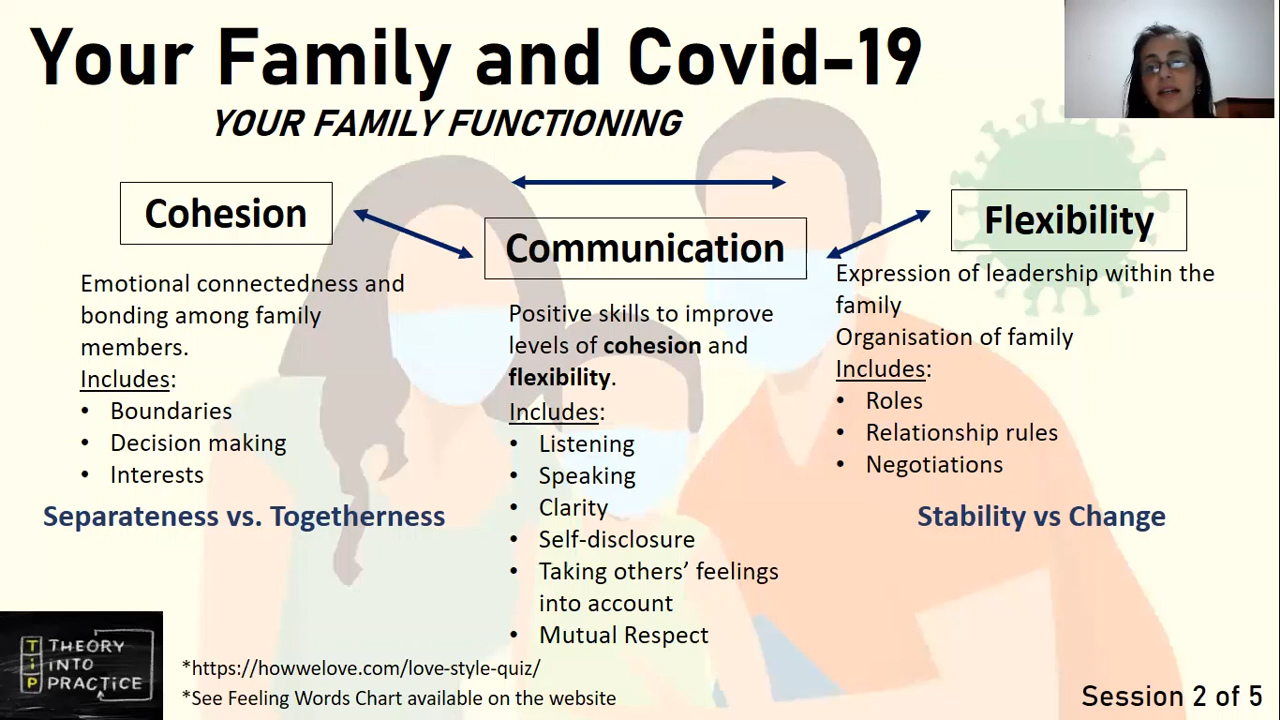 Your Family and Covid-19
YOUR FAMILY FUNCTIONING
Cohesion
Emotional connectedness and
bonding among family
members.
Includes:
• Boundaries
• Decision making
• Interests
Separateness vs. Togetherness
Communication
Positive skills to improve
levels of cohesion and
flexibility.
Includes:
• Listening
• Speaking
• Clarity
• Self-disclosure
• Taking others’ feelings
into account
• Mutual Respect
Flexibility
Expression of leadership within the
family
Organisation of family
Includes:
• Roles
• Relationship rules
• Negotiations
Stability vs Change
T THEORY
I INTO
P PRACTiCE
*https://howwelove.com/love-style-quiz/
*See Feeling Words Chart available on the website
Session 2 of 5